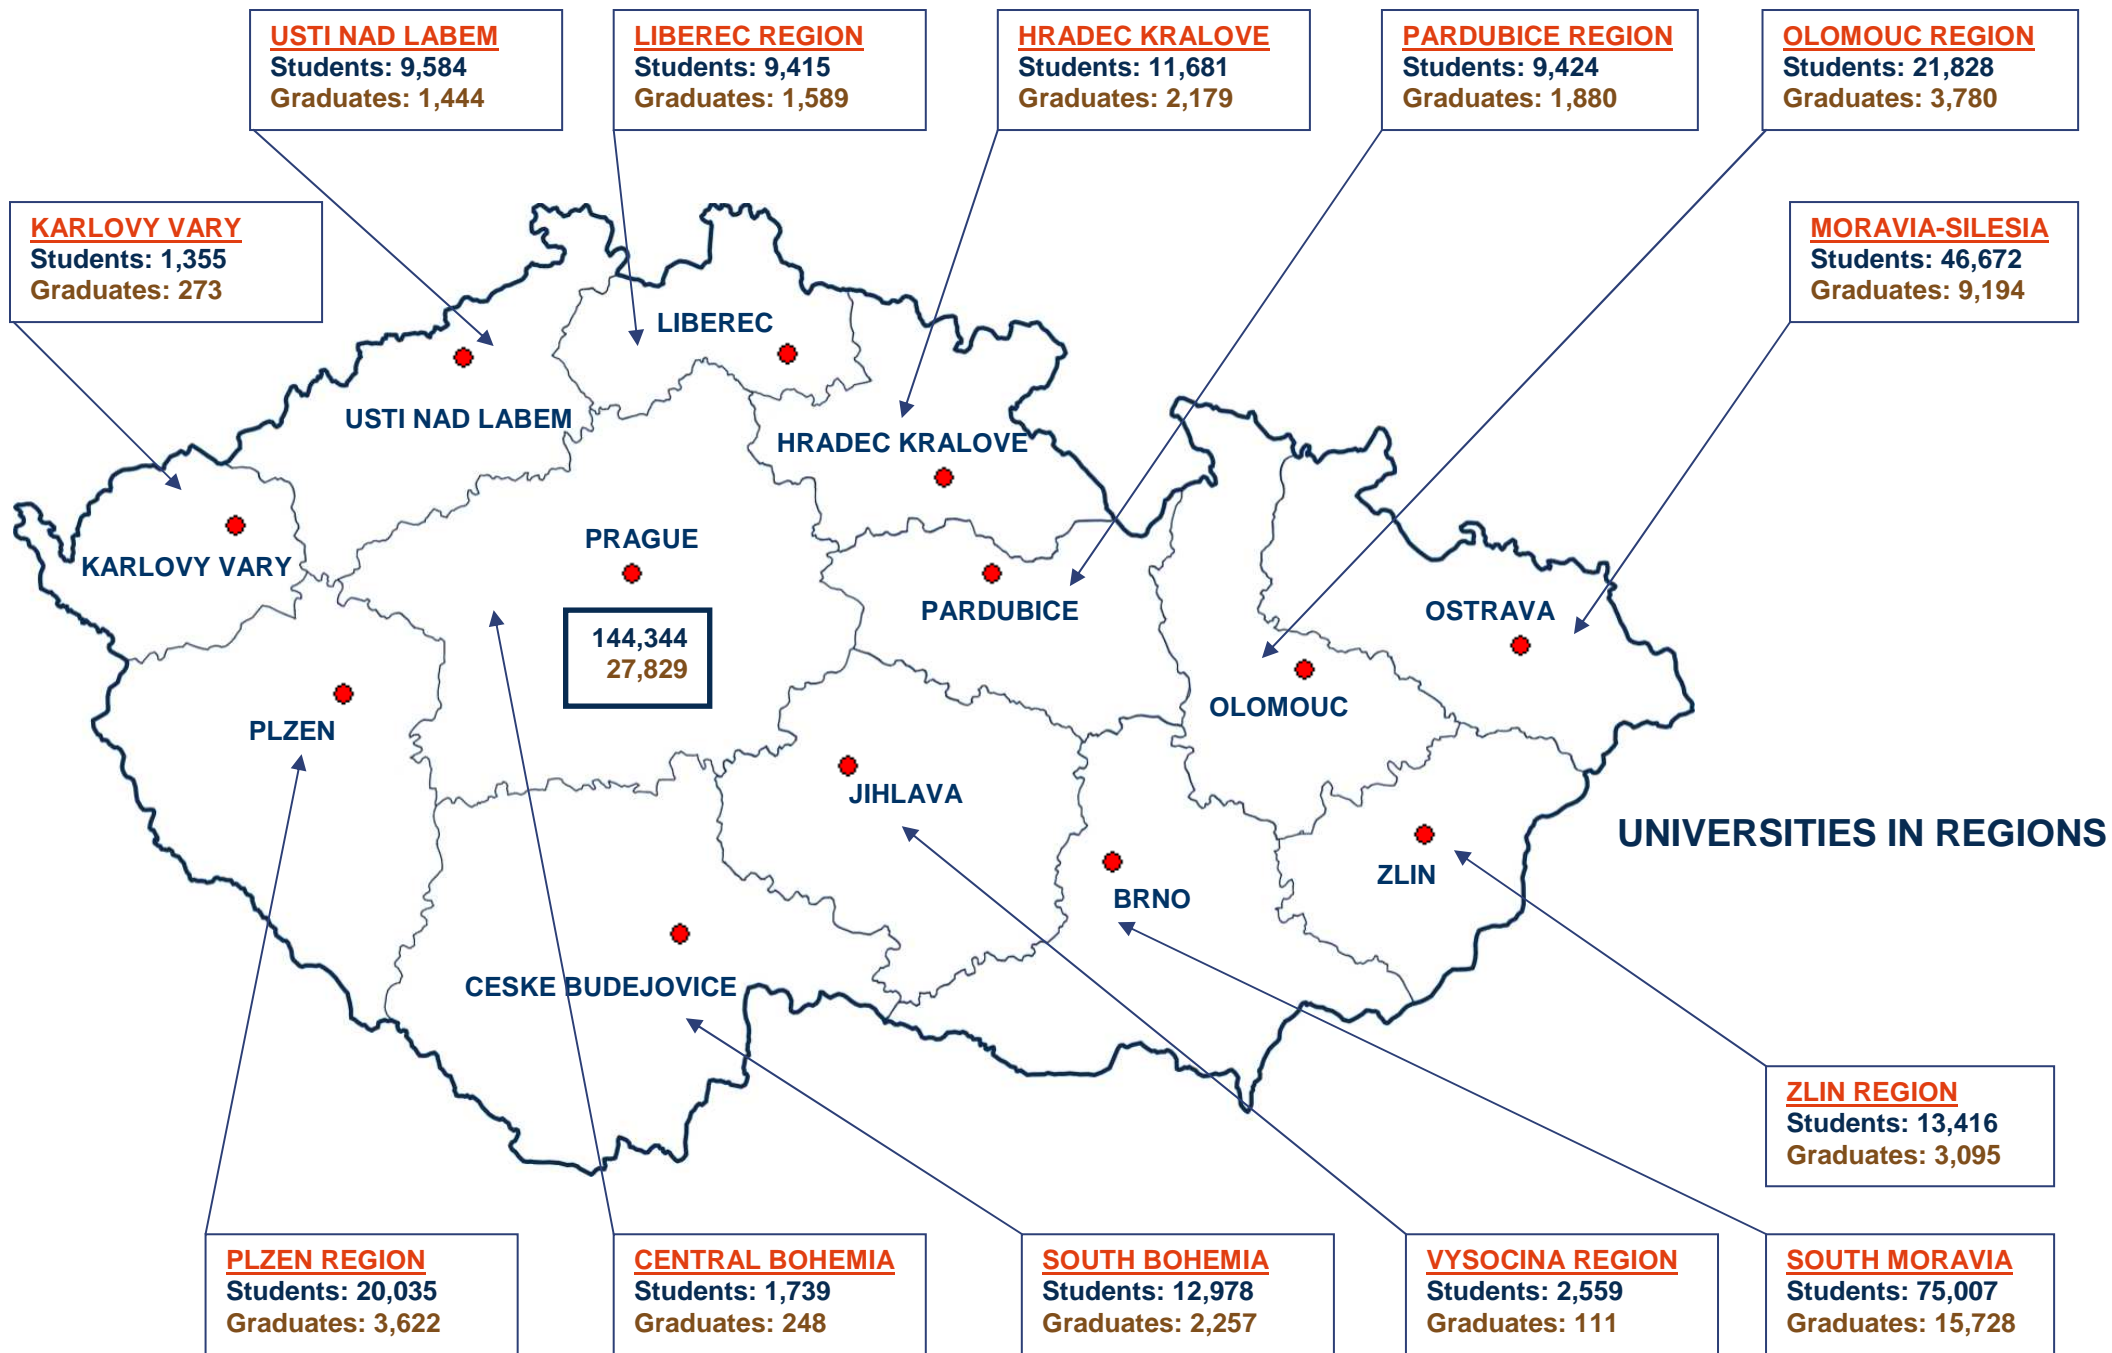 USTI NAD LABEM
Students: 9,584
Graduates: 1,444
LIBEREC REGION
Students: 9,415
Graduates: 1,589
HRADEC KRALOVE
Students: 11,681
Graduates: 2,179
PARDUBICE REGION
Students: 9,424
Graduates: 1,880
OLOMOUC REGION
Students: 21,828
Graduates: 3,780
KARLOVY VARY
Students: 1,355
Graduates: 273
MORAVIA-SILESIA
Students: 46,672
Graduates: 9,194
LIBEREC
USTI NAD LABEM
HRADEC KRALOVE
PRAGUE
KARLOVY VARY
144,344
27,829
PARDUBICE
OSTRAVA
OLOMOUC
PLZEN
JIHLAVA
UNIVERSITIES IN REGIONS
ZLIN
BRNO
CESKE BUDEJOVICE
ZLIN REGION
Students: 13,416
Graduates: 3,095
PLZEN REGION
Students: 20,035
Graduates: 3,622
CENTRAL BOHEMIA
Students: 1,739
Graduates: 248
SOUTH BOHEMIA
Students: 12,978
Graduates: 2,257
VYSOCINA REGION
Students: 2,559
Graduates: 111
SOUTH MORAVIA
Students: 75,007
Graduates: 15,728